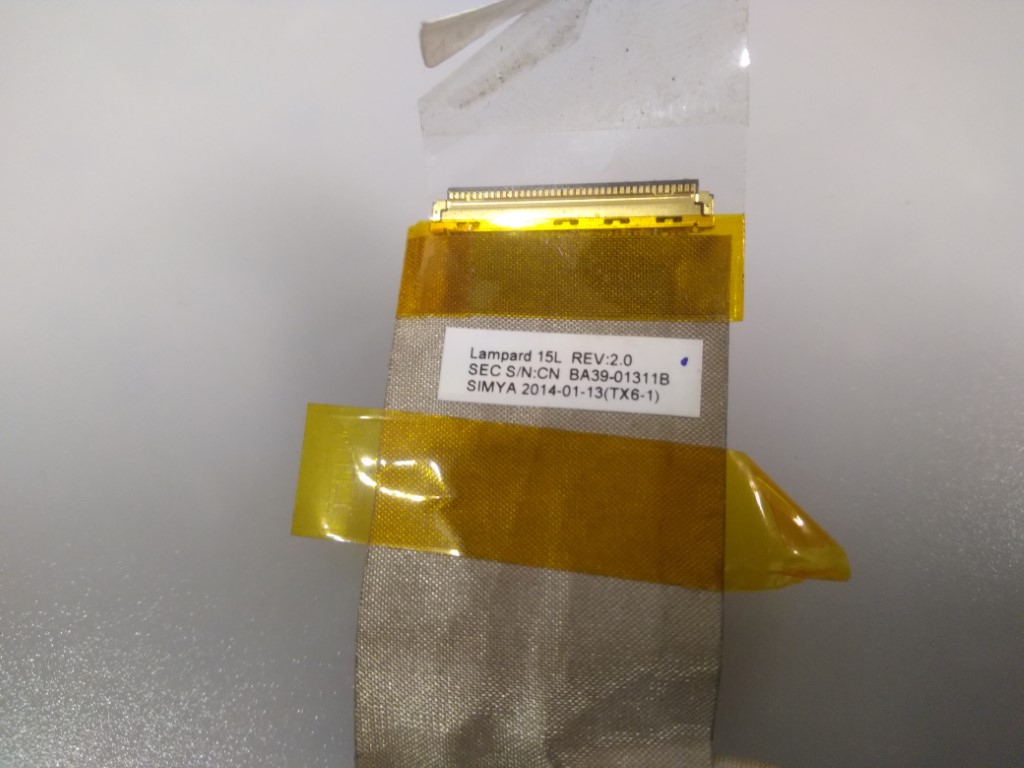 Lampard 15L REV:2.0
SEC S/N:CN BA39-01311B
SIMYA 2014-01-13(TX6-1)